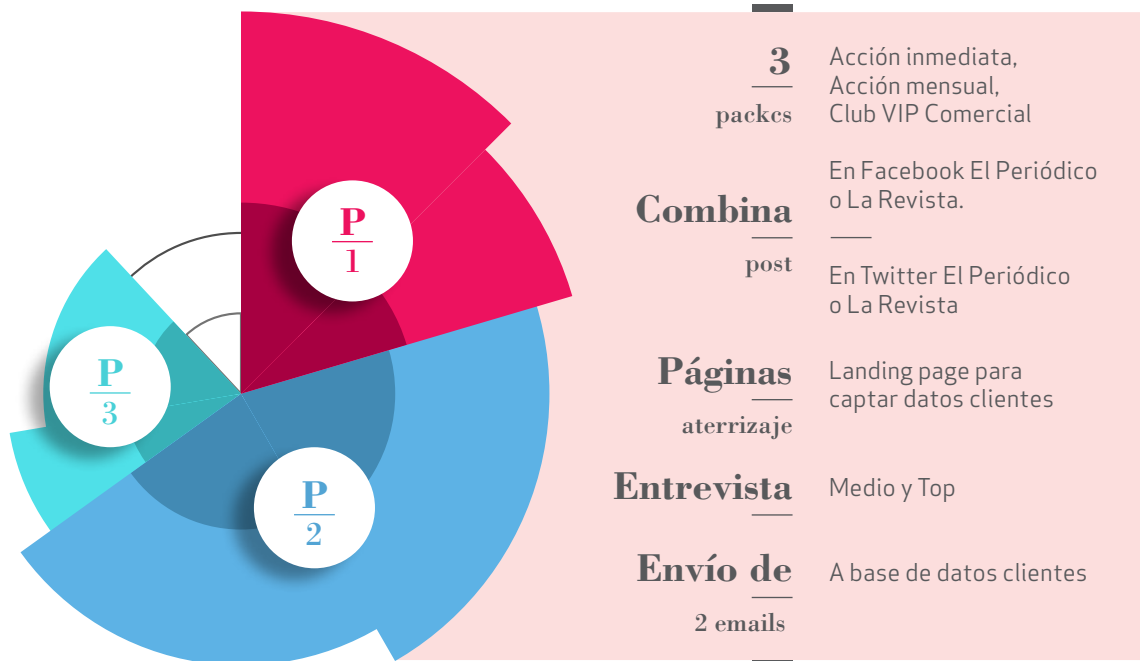 P
1
P
3
P
2
3
packcs
Acción inmediata,
Acción mensual,
Club VIP Comercial
Combina
post
En Facebook El Periódico
o La Revista.
En Twitter El Periódico
o La Revista
Páginas
aterrizaje
Landing page para
captar datos clientes
Entrevista
Medio y Top
Envío de
2 emails
A base de datos clientes